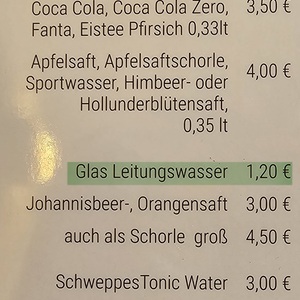 Coca Cola, Coca Cola Zero, 3,50 €
Fanta, Eistee Pfirsich 0,33lt
Apfelsaft, Apfelsaftschorle, 4,00 €
Sportwasser, Himbeer- oder
Hollunderblütensaft,
0,35 lt
Glas Leitungswasser 1,20 €
Johannisbeer-, Orangensaft 3,00 €
auch als Schorle groß 4,50 €
SchweppesTonic Water 3,00 €